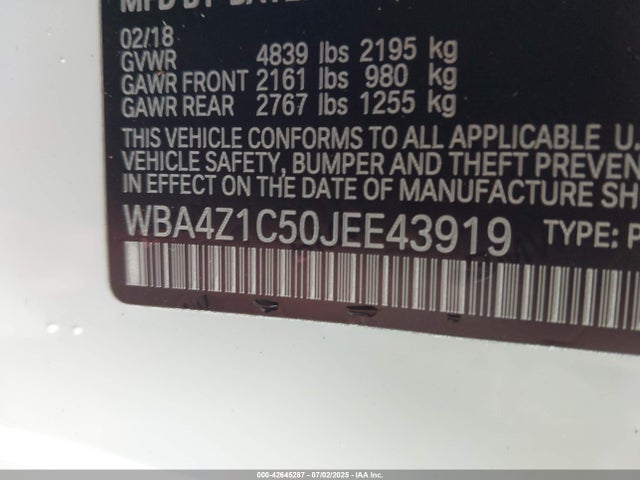 02/18
GVWR 4839 lbs 2195 kg
GAWR FRONT 2161 lbs 980 kg
GAWR REAR 2767 lbs 1255 kg
THIS VEHICLE CONFORMS TO ALL APPLICABLE U.
VEHICLE SAFETY, BUMPER AND THEFT PREVEN
EFFECT ON THE DATE OF MANUFACTURE SH
WBA4Z1C50JEE43919 TYPE: P
000-42645287 - 07/02/2025 - IAA Inc.